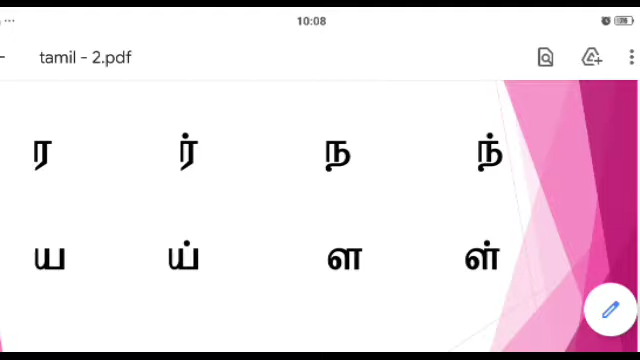 10:08
tamil - 2.pdf
ர ர் ந ந்
ய ய் ள ள்